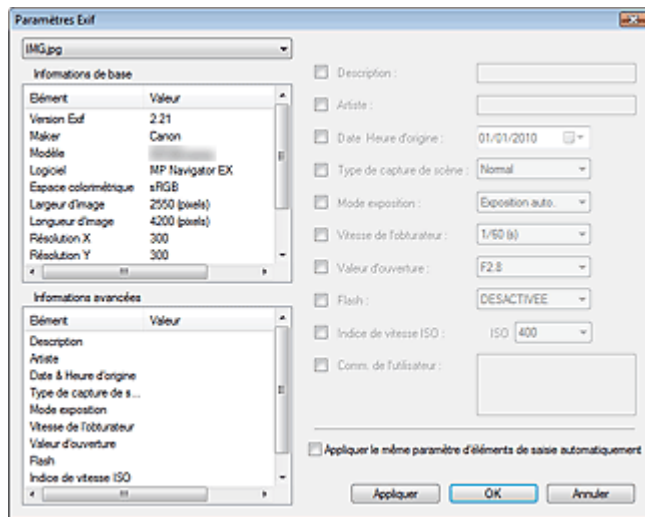 Paramètres Exif
IMG.jpg
Informations de base
Elément Valeur
Version Exif 2.21
Maker Canon
Modèle
Logiciel MP Navigator EX
Espace colorimétrique sRGB
Largeur d'image 2550 (pixels)
Longueur d'image 4200 (pixels)
Résolution X 300
Résolution Y 300
Informations avancées
Elément Valeur
Description
Artiste
Date & Heure d'origine
Type de capture de s...
Mode exposition
Vitesse de l'obturateur
Valeur d'ouverture
Flash
Indice de vitesse ISO
Description :
Artiste :
Date Heure d'origine : 01/01/2010
Type de capture de scène : Normal
Mode exposition : Exposition auto.
Vitesse de l'obturateur : 1/60 (s)
Valeur d'ouverture : F2.8
Flash : DESACTIVEE
Indice de vitesse ISO : ISO 400
Comm. de l'utilisateur :
Appliquer le même paramètre d'éléments de saisie automatiquement
Appliquer OK Annuler